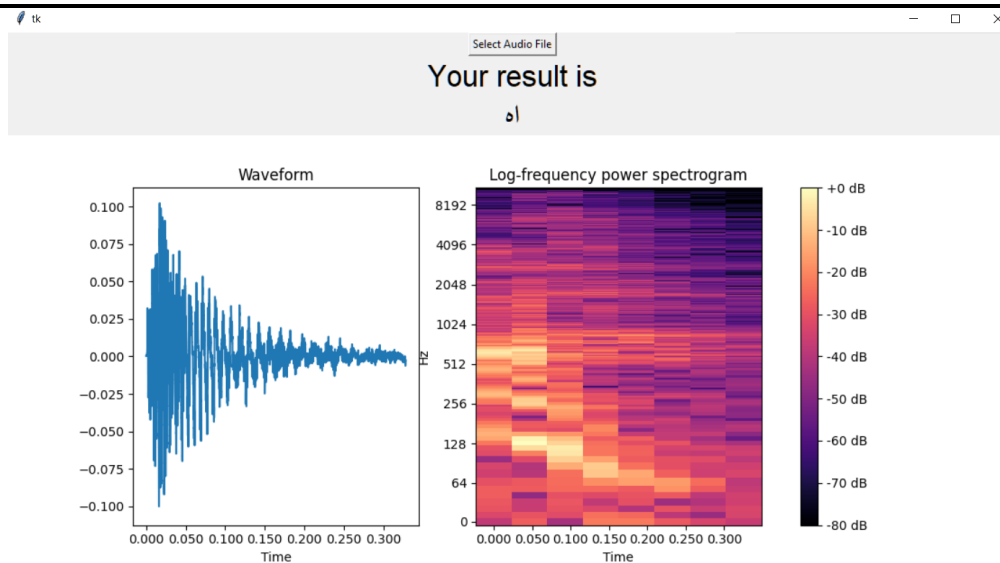 tk
Select Audio File
Your result is
اه
Waveform
0.100
0.075
0.050
0.025
0.000
−0.025
−0.050
−0.075
−0.100
0.000 0.050 0.100 0.150 0.200 0.250 0.300
Time
Log-frequency power spectrogram
Hz
8192
4096
2048
1024
512
256
128
64
0
0.000 0.050 0.100 0.150 0.200 0.250 0.300
Time
+0 dB
-10 dB
-20 dB
-30 dB
-40 dB
-50 dB
-60 dB
-70 dB
-80 dB